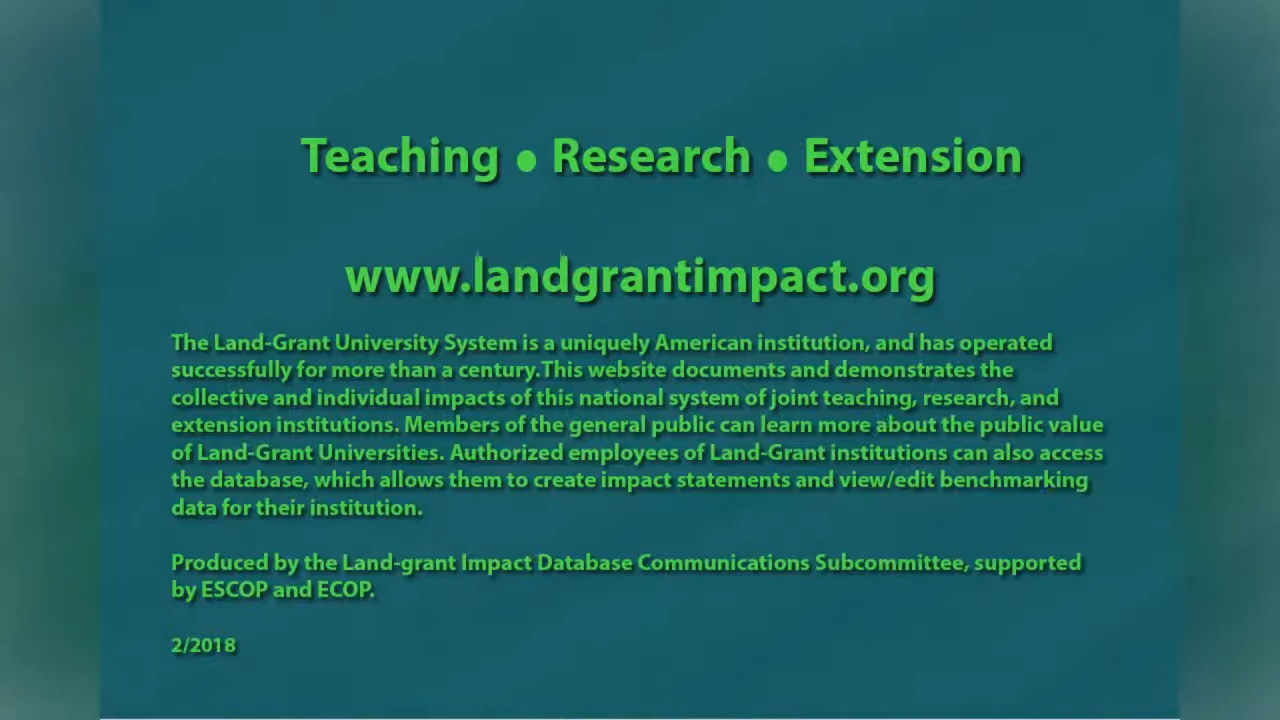 Teaching ● Research ● Extension
www.landgrantimpact.org
The Land-Grant University System is a uniquely American institution, and has operated
successfully for more than a century.This website documents and demonstrates the
collective and individual impacts of this national system of joint teaching, research, and
extension institutions. Members of the general public can learn more about the public value
of Land-Grant Universities. Authorized employees of Land-Grant institutions can also access
the database, which allows them to create impact statements and view/edit benchmarking
data for their institution.
Produced by the Land-grant Impact Database Communications Subcommittee, supported
by ESCOP and ECOP.
2/2018